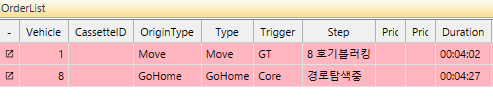 OrderList
- Vehicle CassetteID OriginType Type Trigger Step Pric Pric Duration
1 Move Move GT 8 호기블러킹 00:04:02
8 GoHome GoHome Core 경로탐색중 00:04:27